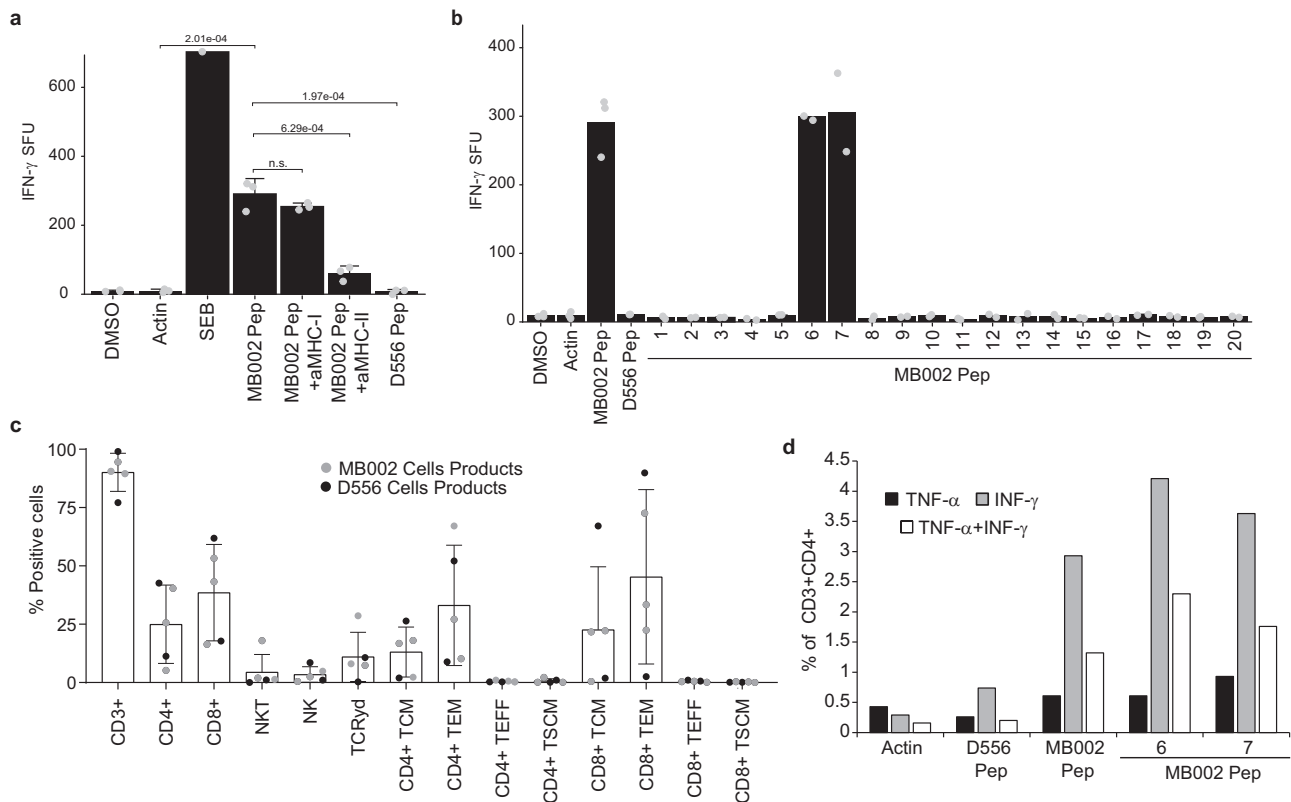 a
IFN-γ SFU
600
400
200
0
2.01e-04
1.97e-04
6.29e-04
n.s.
DMSO
Actin
SEB
MB002 Pep
MB002 Pep
+aMHC-I
MB002 Pep
+aMHC-II
D556 Pep
b
IFN-γ SFU
400
300
200
100
0
DMSO
Actin
MB002 Pep
D556 Pep
1
2
3
4
5
6
7
8
9
10
11
12
13
14
15
16
17
18
19
20
MB002 Pep
c
% Positive cells
100
75
50
25
0
MB002 Cells Products
D556 Cells Products
CD3+
CD4+
CD8+
NKT
NK
TCRyd
CD4+ TCM
CD4+ TEM
CD4+ TEFF
CD4+ TSCM
CD8+ TCM
CD8+ TEM
CD8+ TEFF
CD8+ TSCM
d
% of CD3+CD4+
4.5
4
3.5
3
2.5
2
1.5
1
0.5
0
TNF-α INF-γ
TNF-α+INF-γ
Actin
D556
Pep
MB002
Pep
6 7
MB002 Pep